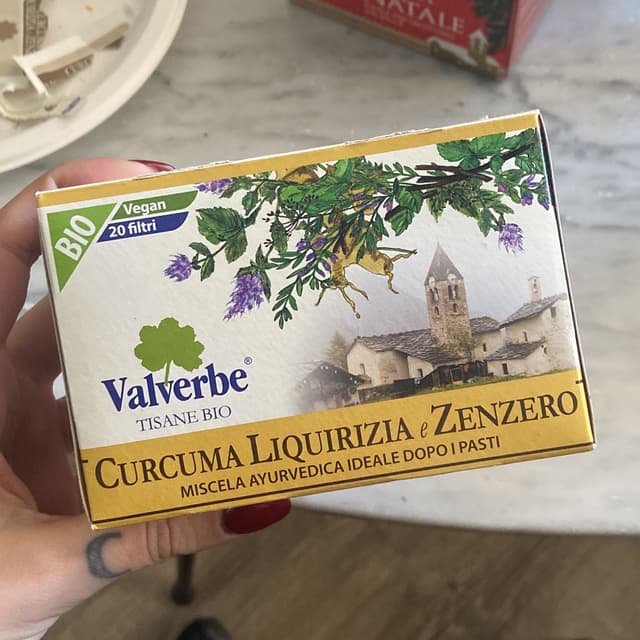 NATALE
BIO
Vegan
20 filtri
Valverbe®
TISANE BIO
CURCUMA LIQUIRIZIA e ZENZERO
MISCELA AYURVEDICA IDEALE DOPO I PASTI